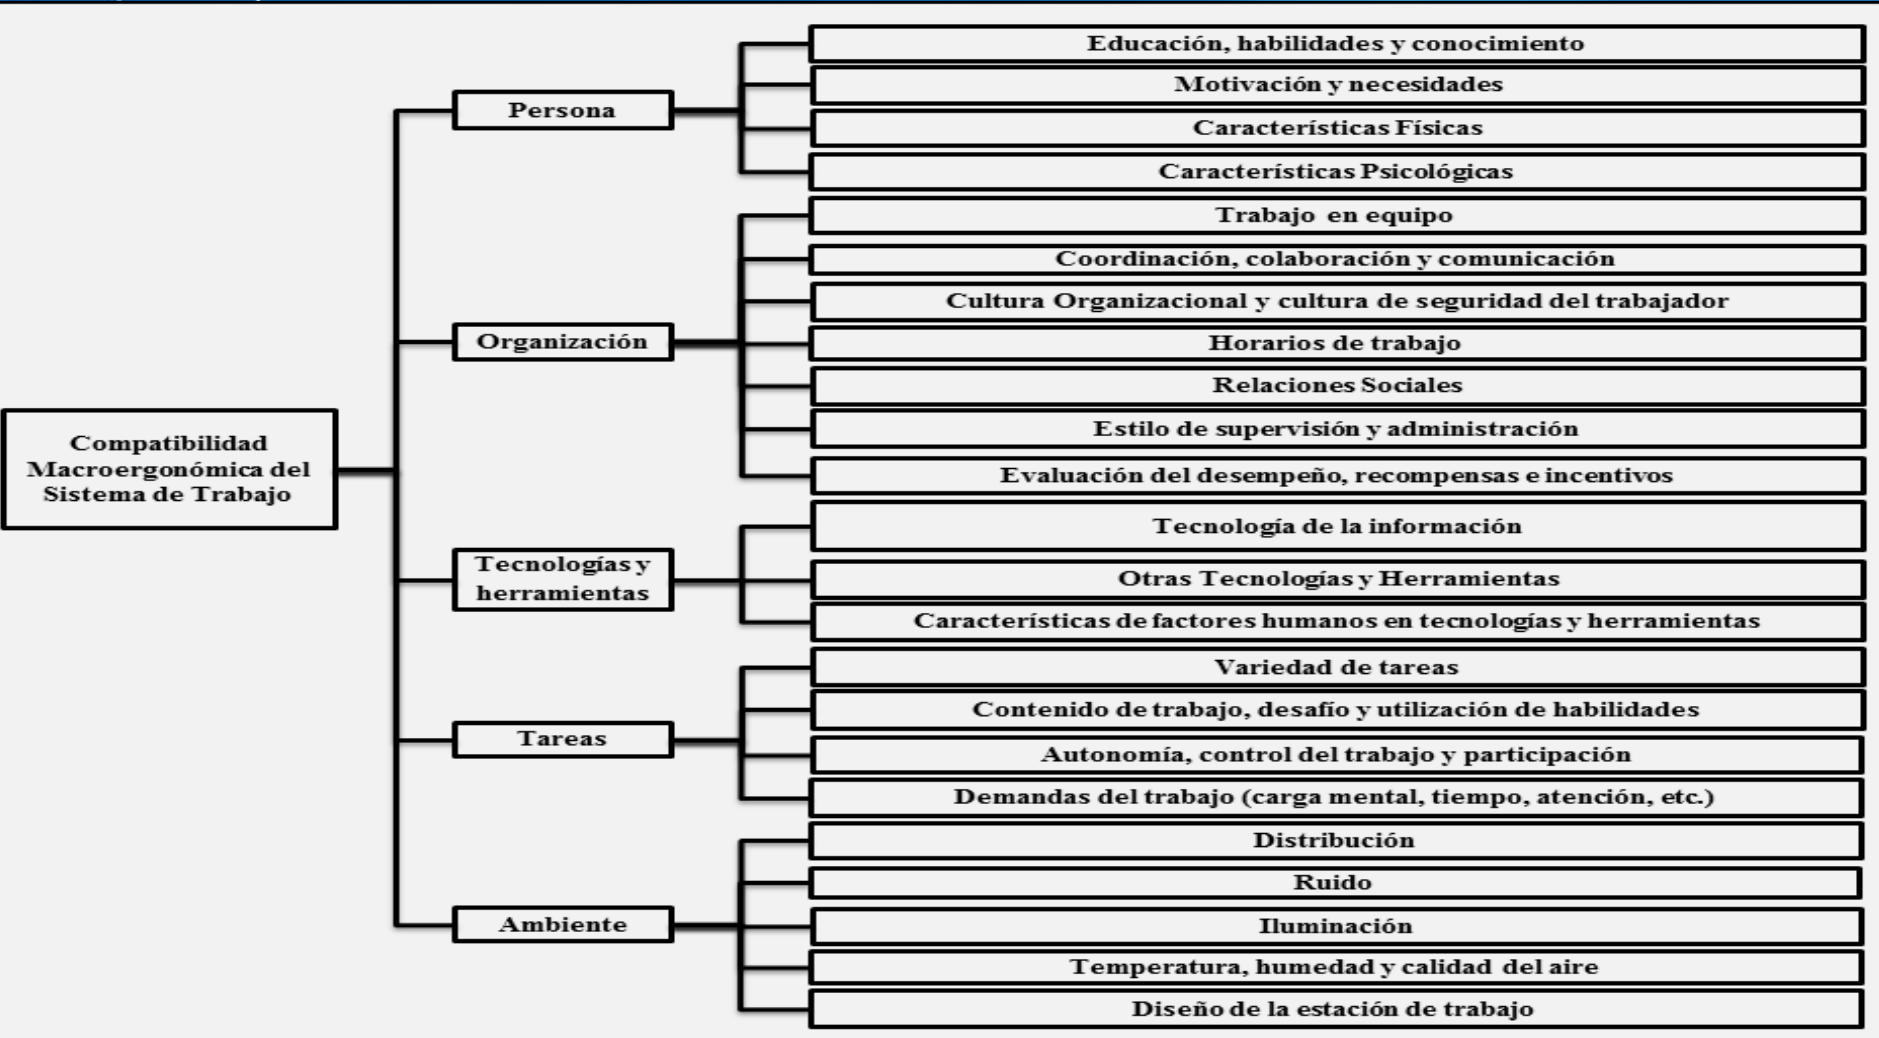 Educación, habilidades y conocimiento
Motivación y necesidades
Persona
Características Físicas
Características Psicológicas
Trabajo en equipo
Coordinación, colaboración y comunicación
Cultura Organizacional y cultura de seguridad del trabajador
Organización
Horarios de trabajo
Relaciones Sociales
Estilo de supervisión y administración
Evaluación del desempeño, recompensas e incentivos
Compatibilidad
Macroergonómica del
Sistema de Trabajo
Tecnología de la información
Tecnologías y
herramientas
Otras Tecnologías y Herramientas
Características de factores humanos en tecnologías y herramientas
Variedad de tareas
Contenido de trabajo, desafío y utilización de habilidades
Tareas
Autonomía, control del trabajo y participación
Demandas del trabajo (carga mental, tiempo, atención, etc.)
Distribución
Ruido
Ambiente
Iluminación
Temperatura, humedad y calidad del aire
Diseño de la estación de trabajo